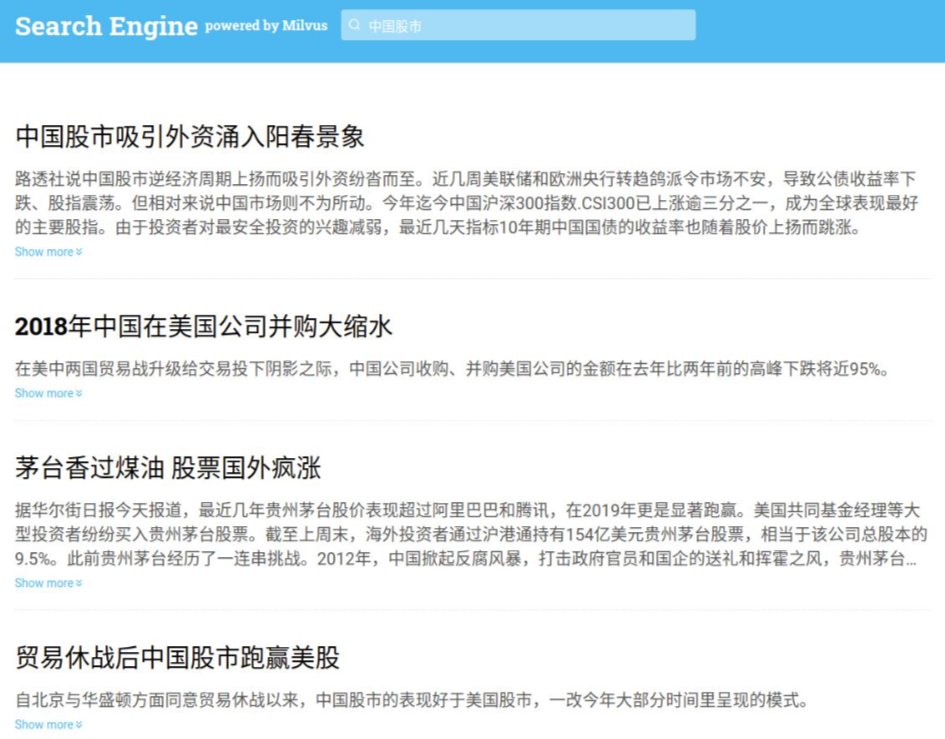 Search Engine powered by Milvus
中国股市
中国股市吸引外资涌入阳春景象
路透社说中国股市逆经济周期上扬而吸引外资纷沓而至。近几周美联储和欧洲央行转趋鸽派令市场不安，导致公债收益率下
跌、股指震荡。但相对来说中国市场则不为所动。今年迄今中国沪深300指数.CSI300已上涨逾三分之一，成为全球表现最好
的主要股指。由于投资者对最安全投资的兴趣减弱，最近几天指标10年期中国国债的收益率也随着股价上扬而跳涨。
Show more
2018年中国在美国公司并购大缩水
在美中两国贸易战升级给交易投下阴影之际，中国公司收购、并购美国公司的金额在去年比两年前的高峰下跌将近95%。
Show more
茅台香过煤油 股票国外疯涨
据华尔街日报今天报道，最近几年贵州茅台股价表现超过阿里巴巴和腾讯，在2019年更是显著跑赢。美国共同基金经理等大
型投资者纷纷买入贵州茅台股票。截至上周末，海外投资者通过沪港通持有154亿美元贵州茅台股票，相当于该公司总股本的
9.5%。此前贵州茅台经历了一连串挑战。2012年，中国掀起反腐风暴，打击政府官员和国企的送礼和挥霍之风，贵州茅台...
Show more
贸易休战后中国股市跑赢美股
自北京与华盛顿方面同意贸易休战以来，中国股市的表现好于美国股市，一改今年大部分时间里呈现的模式。
Show more